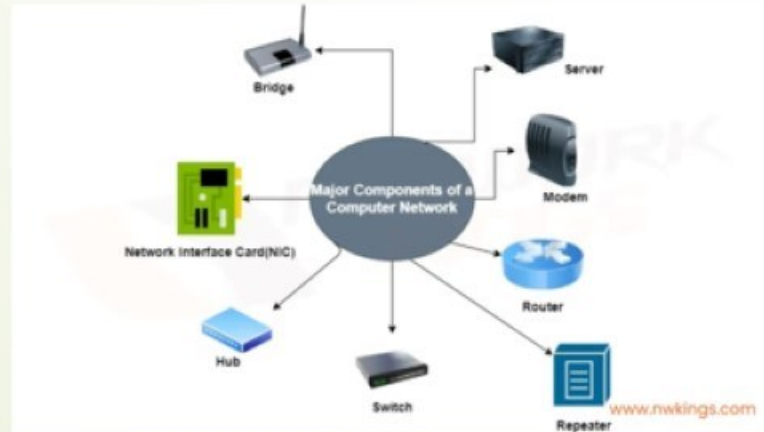 Bridge
Server
Modem
Major Components of a
Computer Network
Network Interface Card(NIC)
Router
Hub
Switch
Repeater
www.nwkings.com